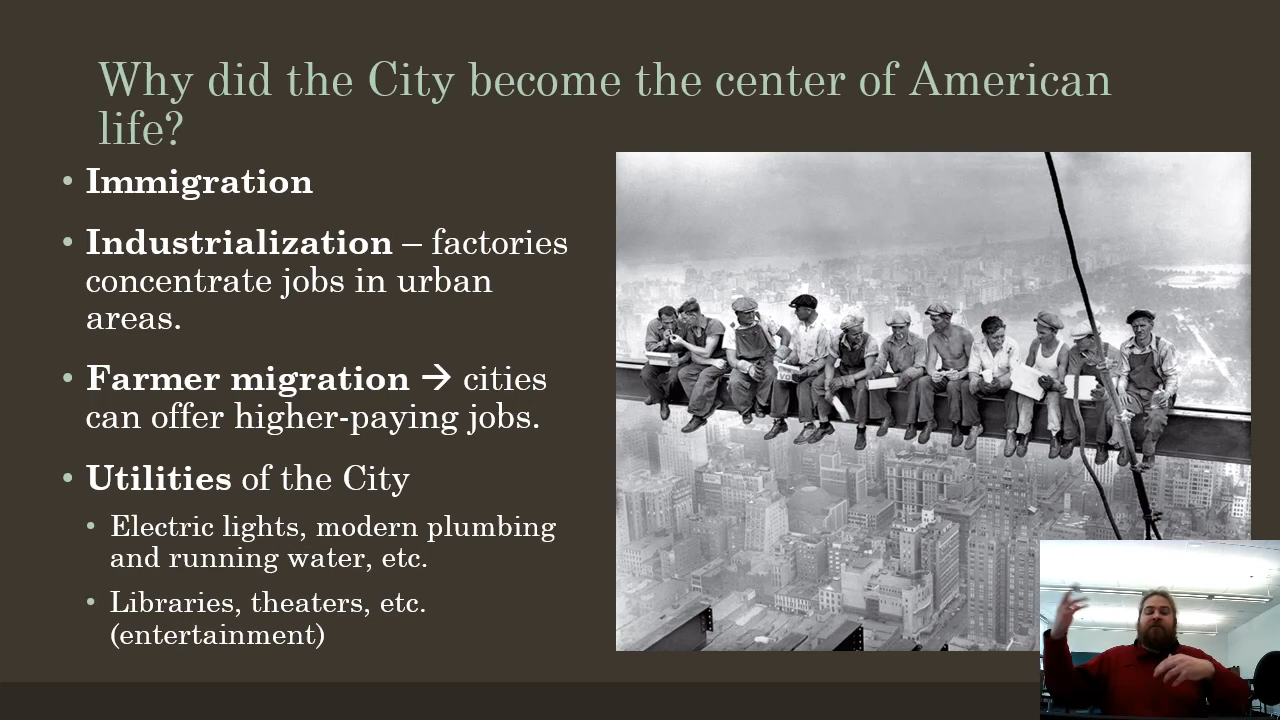 Why did the City become the center of American
life?
• Immigration
• Industrialization – factories
concentrate jobs in urban
areas.
• Farmer migration → cities
can offer higher-paying jobs.
• Utilities of the City
• Electric lights, modern plumbing
and running water, etc.
• Libraries, theaters, etc.
(entertainment)